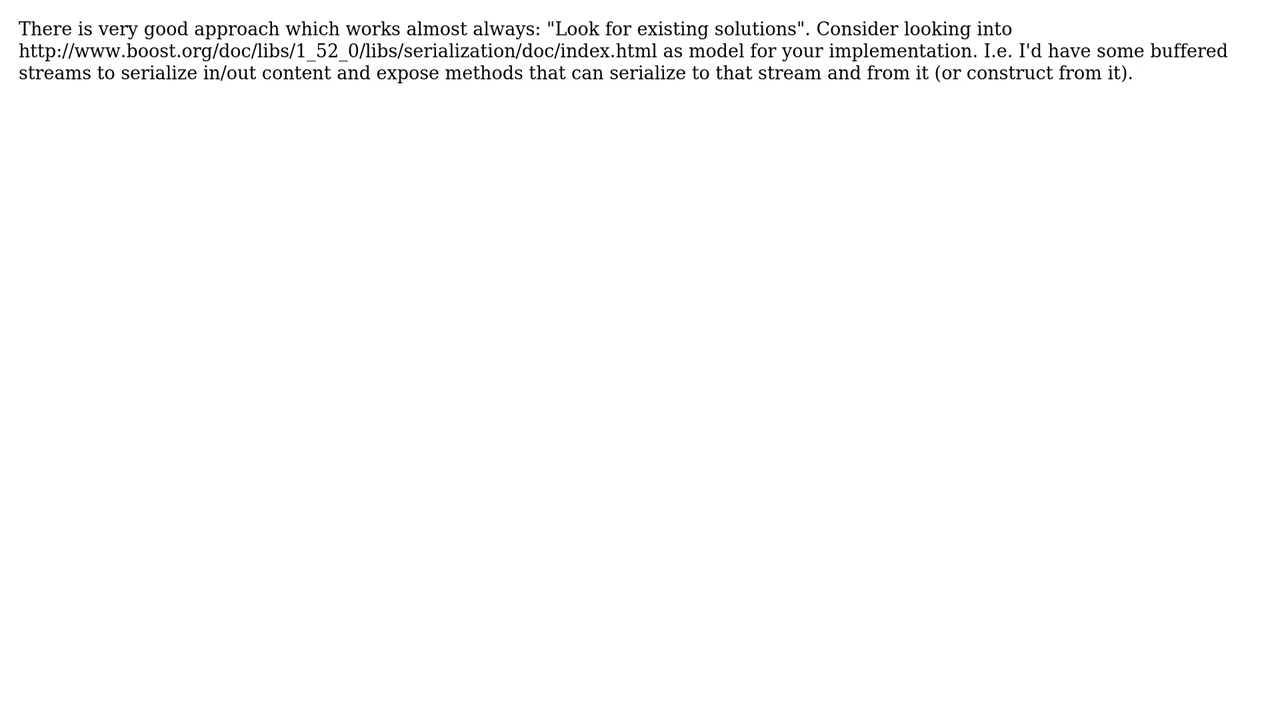 There is very good approach which works almost always: "Look for existing solutions". Consider looking into
http://www.boost.org/doc/libs/1_52_0/libs/serialization/doc/index.html as model for your implementation. I.e. I'd have some buffered
streams to serialize in/out content and expose methods that can serialize to that stream and from it (or construct from it).